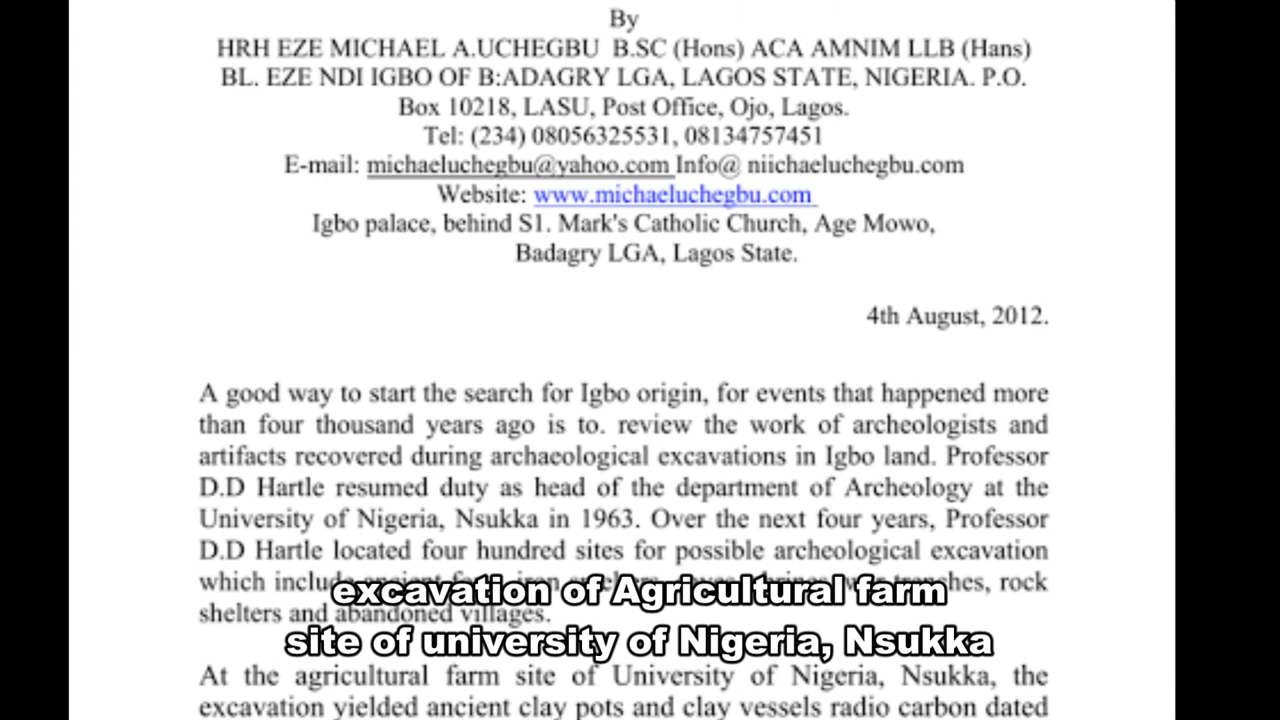 By
HRH EZE MICHAEL A.UCHEGBU B.SC (Hons) ACA AMNIM LLB (Hans)
BL. EZE NDI IGBO OF B:ADAGRY LGA, LAGOS STATE, NIGERIA. P.O.
Box 10218, LASU, Post Office, Ojo, Lagos.
Tel: (234) 08056325531, 08134757451
E-mail: michaeluchegbu@yahoo.com Info@ niichaeluchegbu.com
Website: www.michaeluchegbu.com
Igbo palace, behind S1. Mark's Catholic Church, Age Mowo,
Badagry LGA, Lagos State.
4th August, 2012.
A good way to start the search for Igbo origin, for events that happened more
than four thousand years ago is to. review the work of archeologists and
artifacts recovered during archaeological excavations in Igbo land. Professor
D.D Hartle resumed duty as head of the department of Archeology at the
University of Nigeria, Nsukka in 1963. Over the next four years, Professor
D.D Hartle located four hundred sites for possible archeological excavation
which include rock
excavation of Agricultural farm
shelters and abandoned villages.
site of university of Nigeria, Nsukka
At the agricultural farm site of University of Nigeria, Nsukka, the
excavation yielded ancient clay pots and clay vessels radio carbon dated